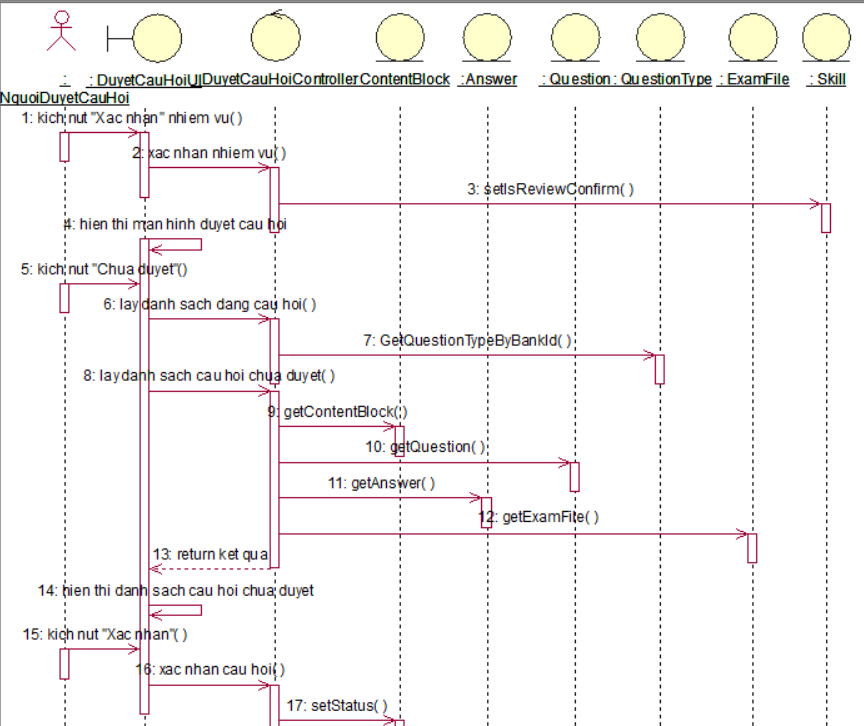 :
: DuyetCauHoiUI
DuyetCauHoiController
ContentBlock
:Answer
: Question
: QuestionType
: ExamFile
: Skill
NguoiDuyetCauHoi
1: kich nut "Xac nhan" nhiem vu( )
2: xac nhan nhiem vu( )
3: setIsReviewConfirm( )
4: hien thi man hinh duyet cau hoi
5: kich nut "Chua duyet"()
6: lay danh sach dang cau hoi( )
7: GetQuestionTypeByBankId( )
8: lay danh sach cau hoi chua duyet( )
9: getContentBlock( )
10: getQuestion( )
11: getAnswer( )
12: getExamFile( )
13: return ket qua
14: hien thi danh sach cau hoi chua duyet
15: kich nut "Xac nhan"( )
16: xac nhan cau hoi( )
17: setStatus( )